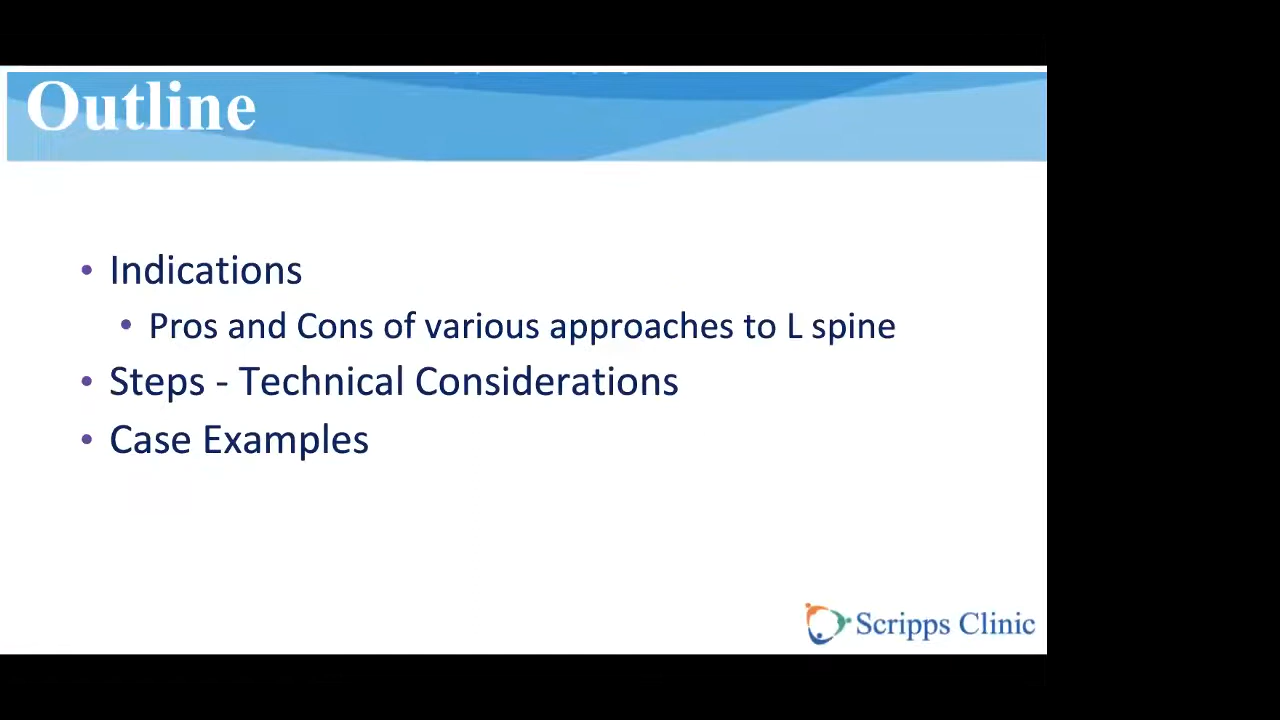 Outline
• Indications
• Pros and Cons of various approaches to L spine
• Steps - Technical Considerations
• Case Examples
Scripps Clinic